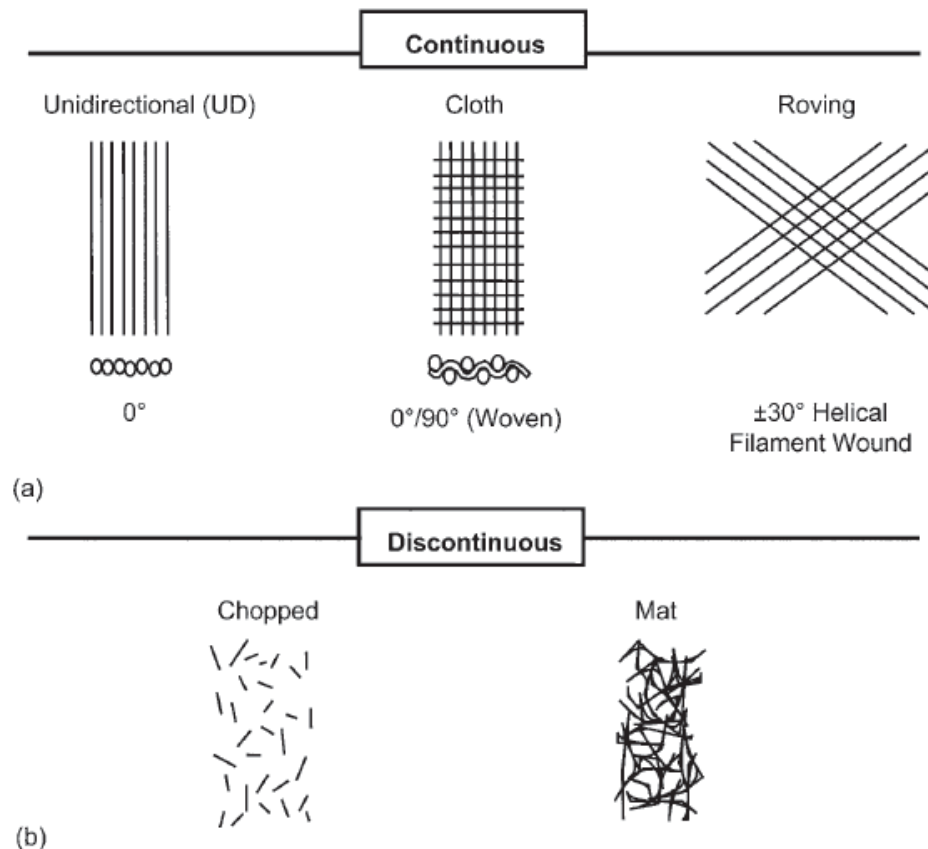 Continuous
Unidirectional (UD)
Cloth
Roving
0°
0°/90° (Woven)
±30° Helical
Filament Wound
(a)
Discontinuous
Chopped
Mat
(b)